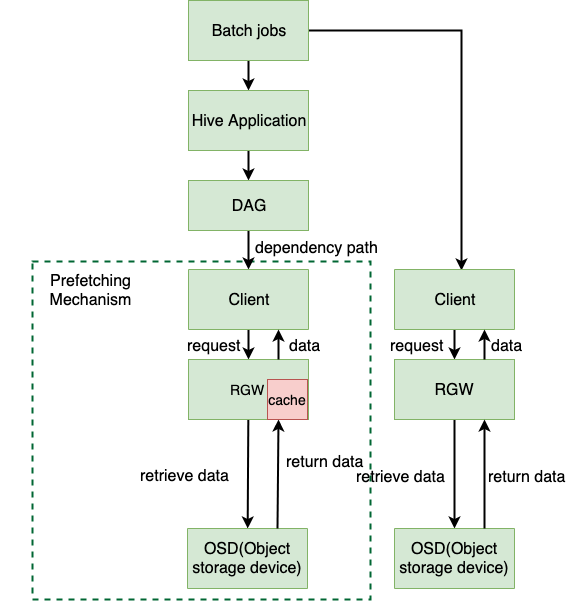 Batch jobs
Hive Application
DAG
dependency path
Prefetching
Mechanism
Client
Client
request
data
request
data
RGW
cache
RGW
retrieve data
return data
retrieve data
return data
OSD(Object
storage device)
OSD(Object
storage device)